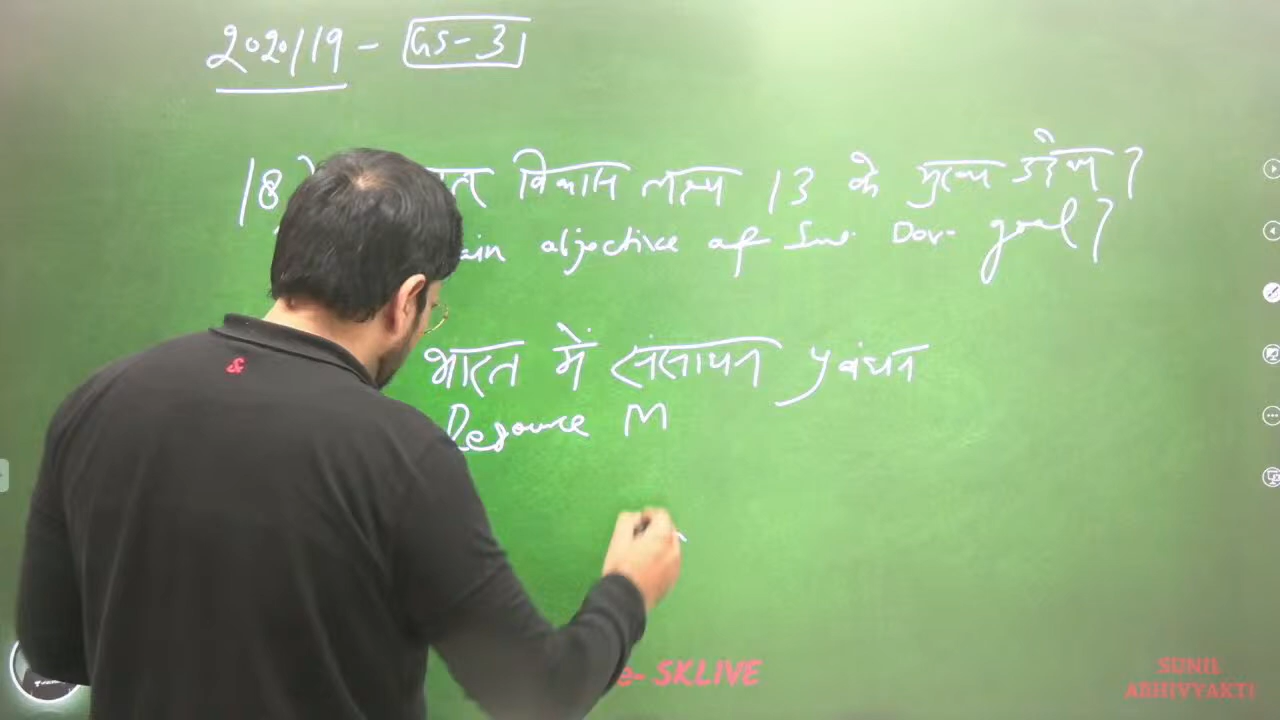 2020/19 - GS-3
18) त विकास लक्ष्य 13 के मुख्य उद्देश्य?
ain objective of Sus. Dev- goal?
भारत में संसाधन प्रबंधन
Resource M
&
e- SKLIVE
SUNIL
ABHIVYAKTI